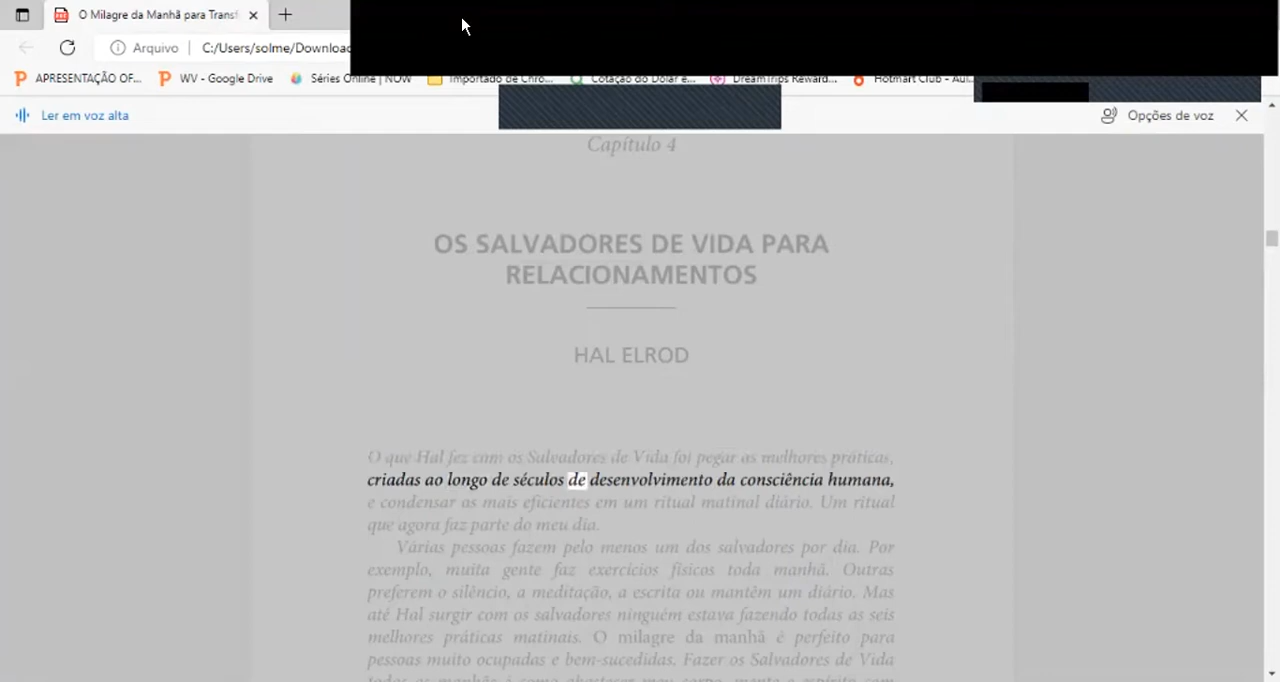 O Milagre da Manhã para Transf
Arquivo | C:/Users/solme/Downloac
APRESENTAÇÃO OF... WV - Google Drive Séries Online | NOW Importado de Chro... Cotação do Dólar e... DreamTrips Reward... Hotmart Club - Aul...
Ler em voz alta
Opções de voz
Capítulo 4
OS SALVADORES DE VIDA PARA
RELACIONAMENTOS
HAL ELROD
O que Hal fez com os Salvadores de Vida foi pegar as melhores práticas,
criadas ao longo de séculos de desenvolvimento da consciência humana,
e condensar as mais eficientes em um ritual matinal diário. Um ritual
que agora faz parte do meu dia.
Várias pessoas fazem pelo menos um dos salvadores por dia. Por
exemplo, muita gente faz exercícios físicos toda manhã. Outras
preferem o silêncio, a meditação, a escrita ou mantêm um diário. Mas
até Hal surgir com os salvadores ninguém estava fazendo todas as seis
melhores práticas matinais. O milagre da manhã é perfeito para
pessoas muito ocupadas e bem-sucedidas. Fazer os Salvadores de Vida